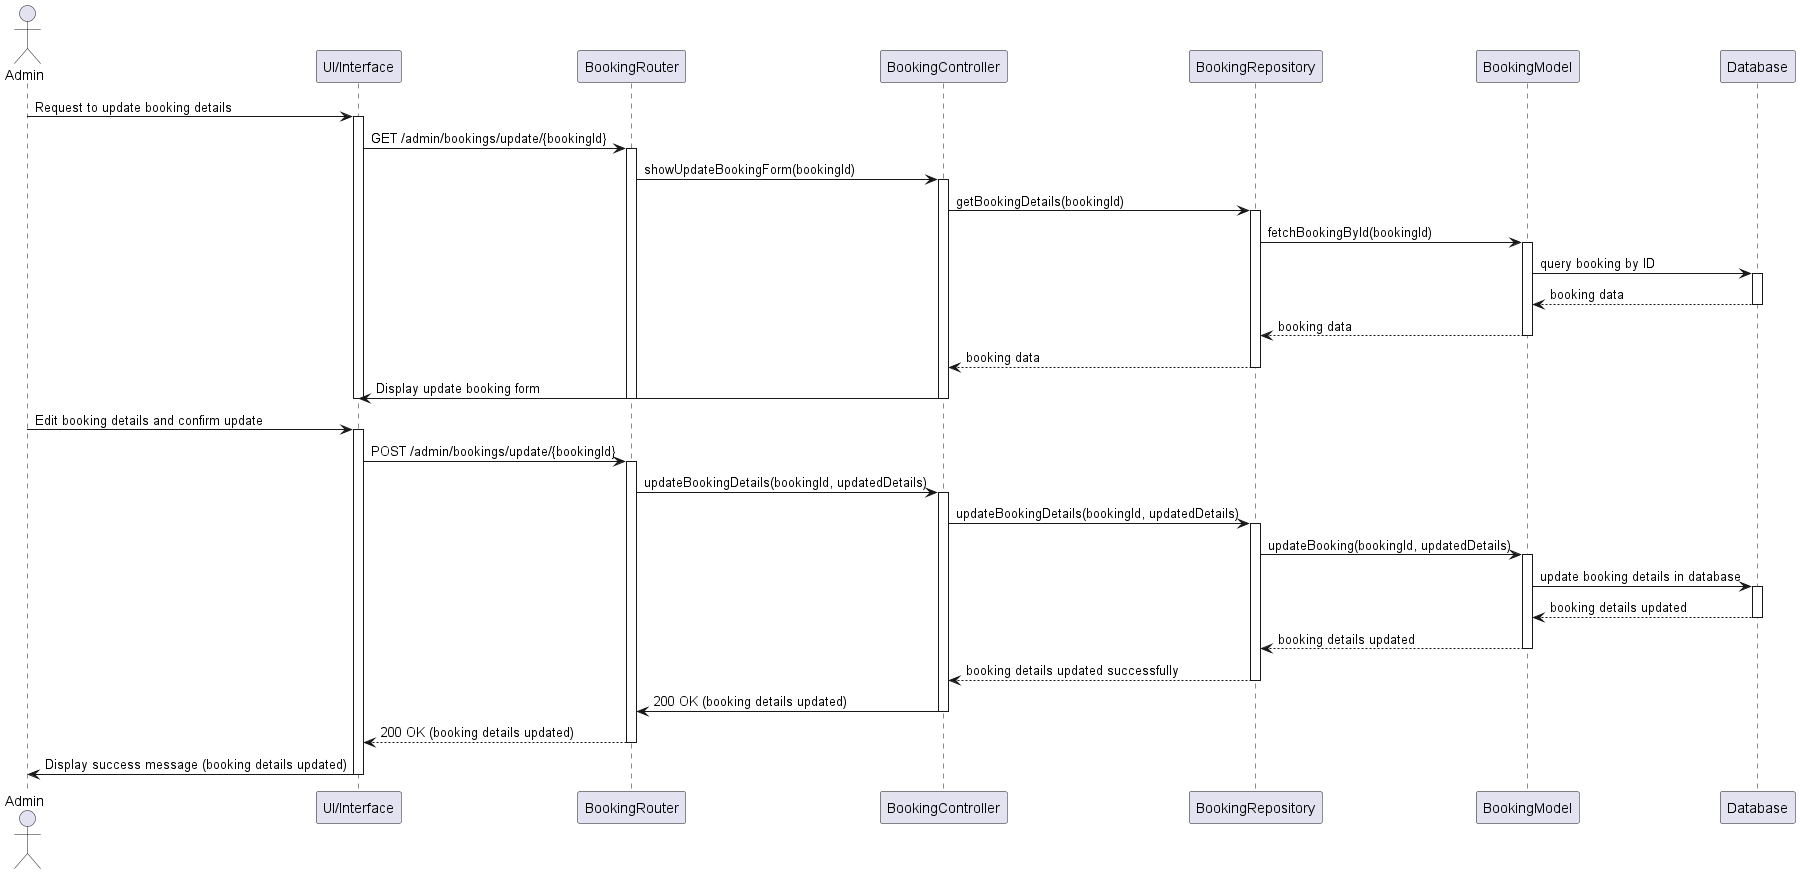 Admin
UI/Interface
BookingRouter
BookingController
BookingRepository
BookingModel
Database
Request to update booking details
GET /admin/bookings/update/{bookingId}
showUpdateBookingForm(bookingId)
getBookingDetails(bookingId)
fetchBookingById(bookingId)
query booking by ID
booking data
booking data
booking data
Display update booking form
Edit booking details and confirm update
POST /admin/bookings/update/{bookingId}
updateBookingDetails(bookingId, updatedDetails)
updateBookingDetails(bookingId, updatedDetails)
updateBooking(bookingId, updatedDetails)
update booking details in database
booking details updated
booking details updated
booking details updated successfully
200 OK (booking details updated)
200 OK (booking details updated)
Display success message (booking details updated)
Admin
UI/Interface
BookingRouter
BookingController
BookingRepository
BookingModel
Database